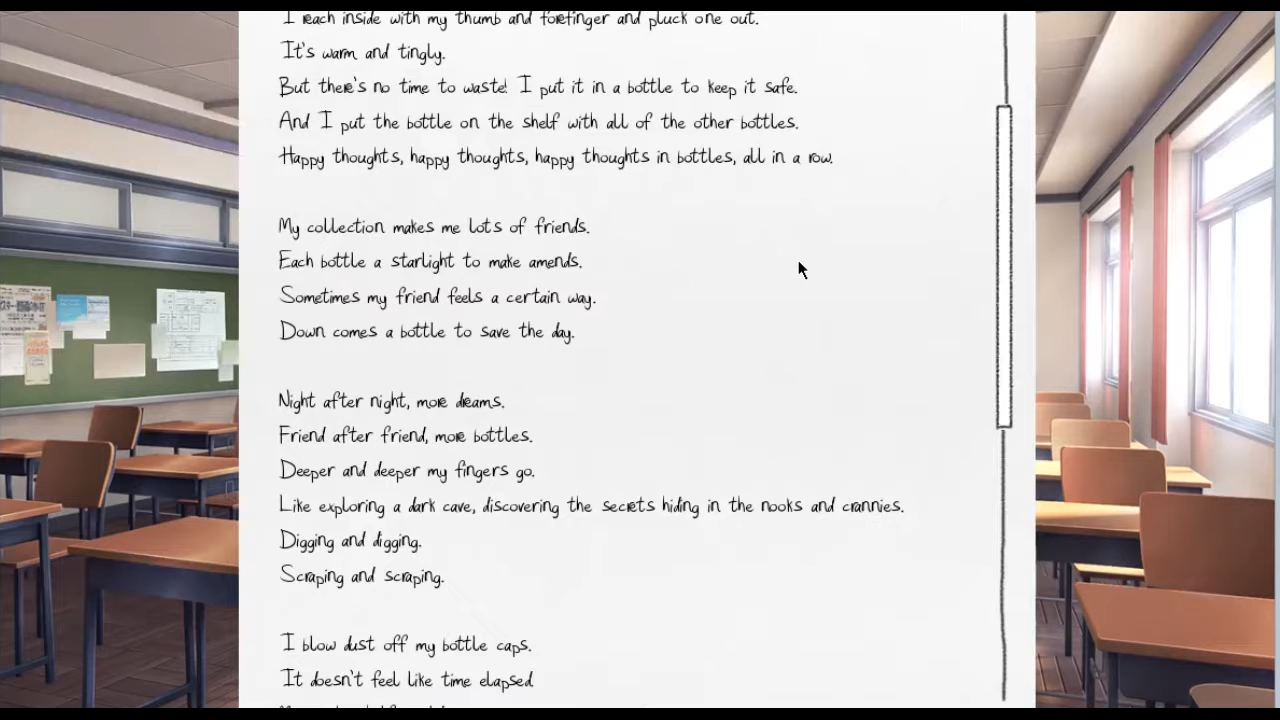 I reach inside with my thumb and forefinger and pluck one out.
It's warm and tingly.
But there's no time to waste! I put it in a bottle to keep it safe.
And I put the bottle on the shelf with all of the other bottles.
Happy thoughts, happy thoughts, happy thoughts in bottles, all in a row.
My collection makes me lots of friends.
Each bottle a starlight to make amends.
Sometimes my friend feels a certain way.
Down comes a bottle to save the day.
Night after night, more dreams.
Friend after friend, more bottles.
Deeper and deeper my fingers go.
Like exploring a dark cave, discovering the secrets hiding in the nooks and crannies.
Digging and digging.
Scraping and scraping.
I blow dust off my bottle caps.
It doesn't feel like time elapsed.